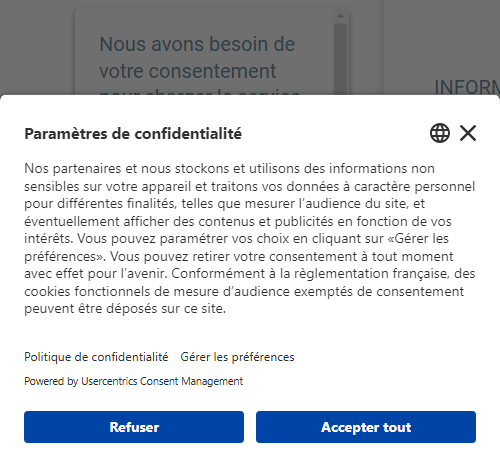 Nous avons besoin de
votre consentement
pour charger le service
INFORM
Paramètres de confidentialité
Nos partenaires et nous stockons et utilisons des informations non
sensibles sur votre appareil et traitons vos données à caractère personnel
pour différentes finalités, telles que mesurer l'audience du site, et
éventuellement afficher des contenus et publicités en fonction de vos
intérêts. Vous pouvez paramétrer vos choix en cliquant sur «Gérer les
préférences». Vous pouvez retirer votre consentement à tout moment
avec effet pour l'avenir. Conformément à la règlementation française, des
cookies fonctionnels de mesure d'audience exemptés de consentement
peuvent être déposés sur ce site.
Politique de confidentialité Gérer les préférences
Powered by Usercentrics Consent Management
Refuser Accepter tout